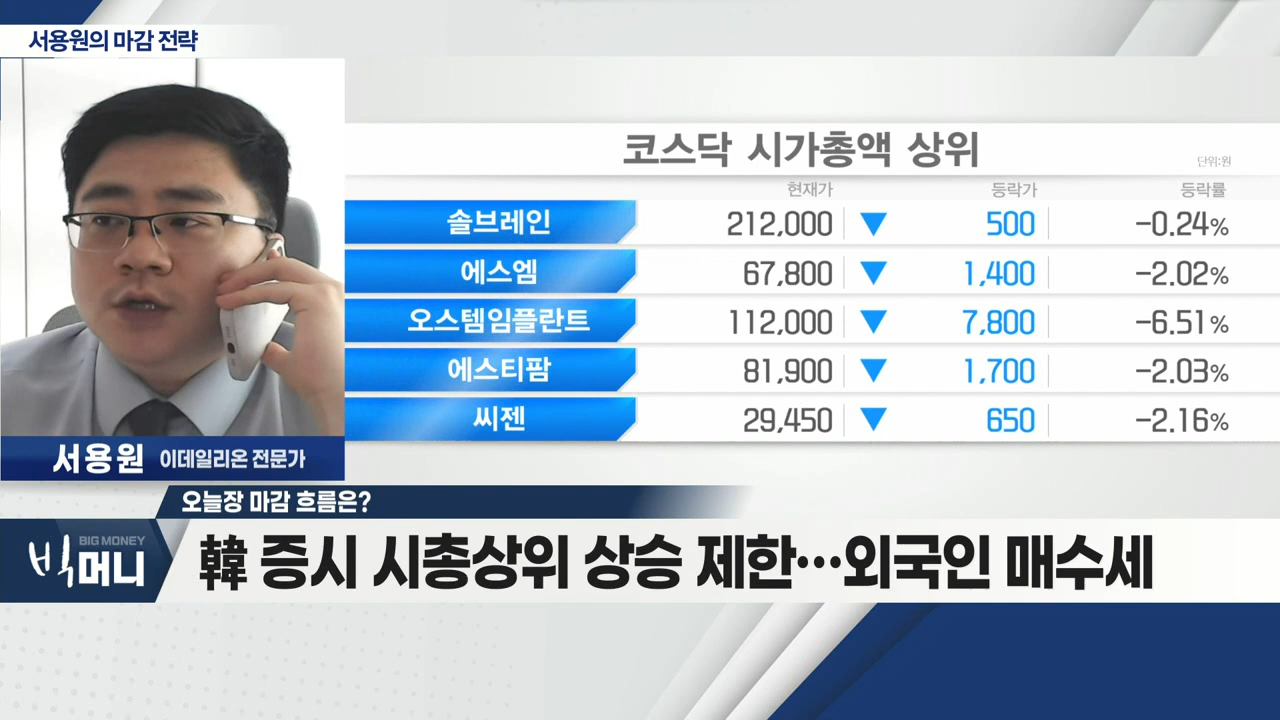 서용원의 마감 전략
코스닥 시가총액 상위
단위:원
현재가 등락가 등락률
솔브레인 212,000 ▼ 500 -0.24%
에스엠 67,800 ▼ 1,400 -2.02%
오스템임플란트 112,000 ▼ 7,800 -6.51%
에스티팜 81,900 ▼ 1,700 -2.03%
씨젠 29,450 ▼ 650 -2.16%
서용원 이데일리온 전문가
오늘장 마감 흐름은?
BIG MONEY
빅머니
韓 증시 시총상위 상승 제한…외국인 매수세